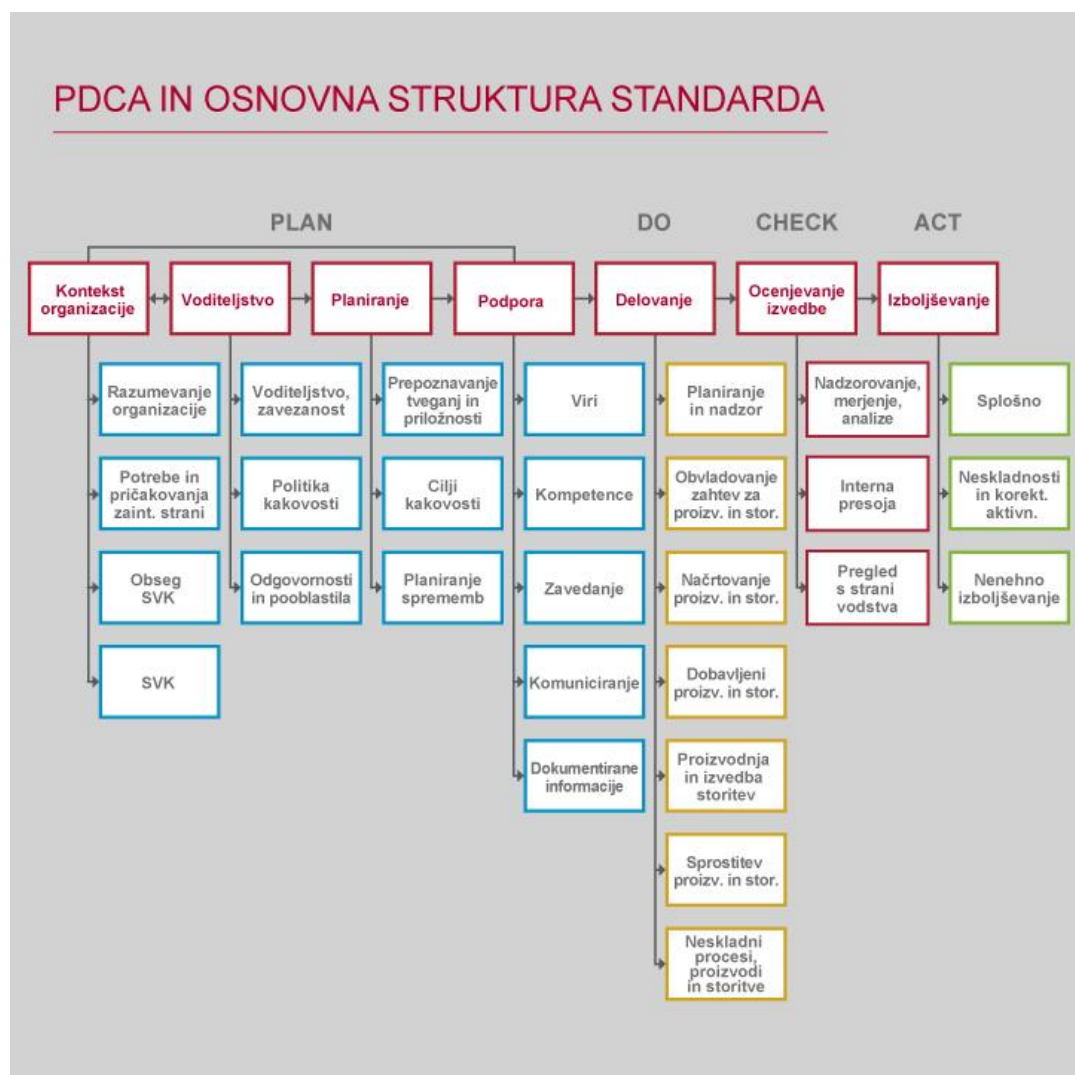 PDCA IN OSNOVNA STRUKTURA STANDARDA
PLAN
DO
CHECK
ACT
Kontekst
organizacije
Voditeljstvo
Planiranje
Podpora
Delovanje
Ocenjevanje
izvedbe
Izboljševanje
Razumevanje
organizacije
Potrebe in
pričakovanja
zaint. strani
Obseg
SVK
SVK
Voditeljstvo,
zavezanost
Politika
kakovosti
Odgovornosti
in pooblastila
Prepoznavanje
tveganj in
priložnosti
Cilji
kakovosti
Planiranje
sprememb
Viri
Kompetence
Zavedanje
Komuniciranje
Dokumentirane
informacije
Planiranje
in nadzor
Obvladovanje
zahtev za
proizv. in stor.
Načrtovanje
proizv. in stor.
Dobavljeni
proizv. in stor.
Proizvodnja
in izvedba
storitev
Sprostitev
proizv. in stor.
Neskladni
procesi,
proizvodi
in storitve
Nadzorovanje,
merjenje,
analize
Interna
presoja
Pregled
s strani
vodstva
Splošno
Neskladnosti
in korekt.
aktivn.
Nenehno
izboljševanje